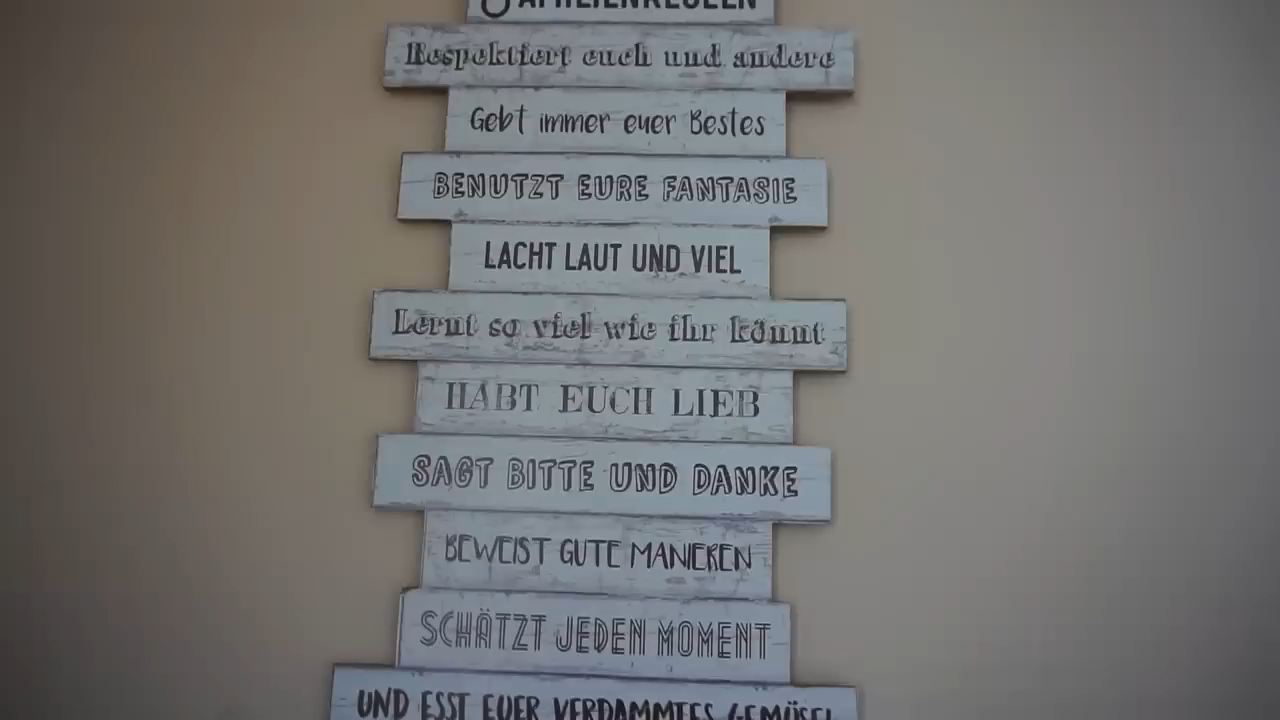 FAMILIENREGELN
Respektiert euch und andere
Gebt immer euer Bestes
BENUTZT EURE FANTASIE
LACHT LAUT UND VIEL
Lernt so viel wie ihr könnt
HABT EUCH LIEB
SAGT BITTE UND DANKE
BEWEIST GUTE MANIEREN
SCHÄTZT JEDEN MOMENT
UND ESST EUER VERDAMMTES GEMÜSE!